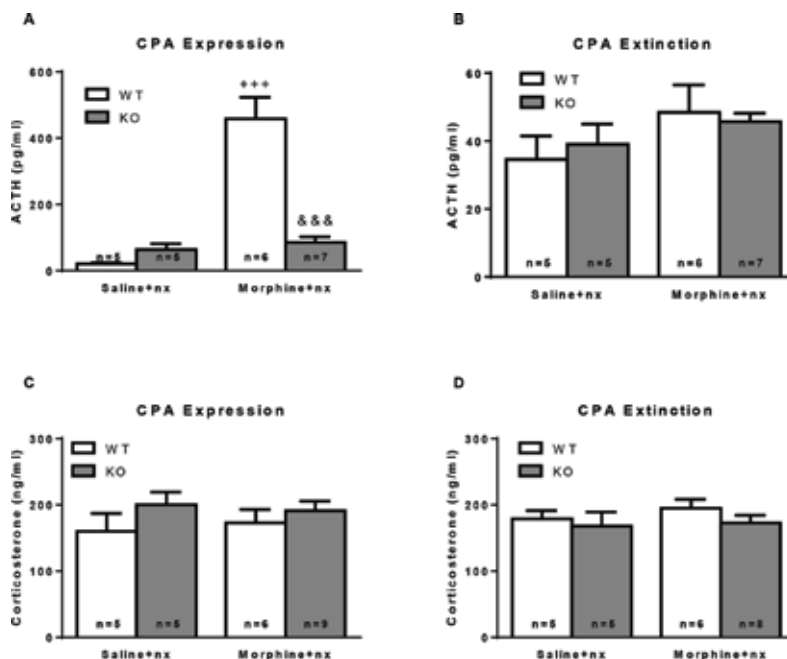 A
CPA Expression
600
400
200
0
ACTH (pg/ml)
WT
KO
+++
&&&
n=5
n=5
n=6
n=7
Saline+nx
Morphine+nx
B
CPA Extinction
60
40
20
0
ACTH (pg/ml)
WT
KO
n=5
n=5
n=6
n=7
Saline+nx
Morphine+nx
C
CPA Expression
300
200
100
0
Corticosterone (ng/ml)
WT
KO
n=5
n=5
n=6
n=9
Saline+nx
Morphine+nx
D
CPA Extinction
300
200
100
0
Corticosterone (ng/ml)
WT
KO
n=5
n=5
n=6
n=8
Saline+nx
Morphine+nx